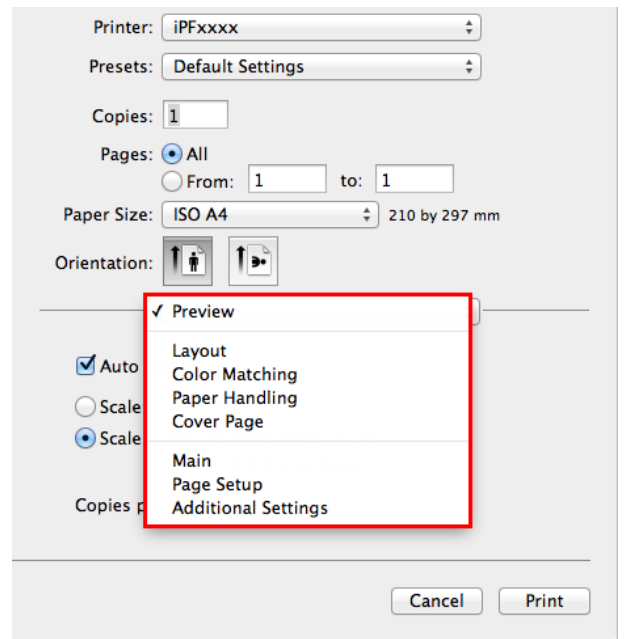 Printer: iPFxxxx
Presets: Default Settings
Copies: 1
Pages: All
From: 1 to: 1
Paper Size: ISO A4 210 by 297 mm
Orientation:
✓ Preview
Layout
Auto
Color Matching
Paper Handling
Scale
Cover Page
Scale
Main
Page Setup
Copies
Additional Settings
Cancel Print